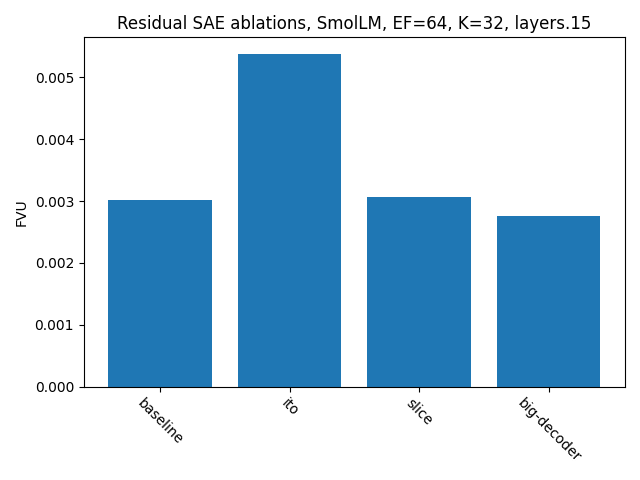 Residual SAE ablations, SmolLM, EF=64, K=32, layers.15
FVU
0.005
0.004
0.003
0.002
0.001
0.000
baseline
ito
slice
big-decoder